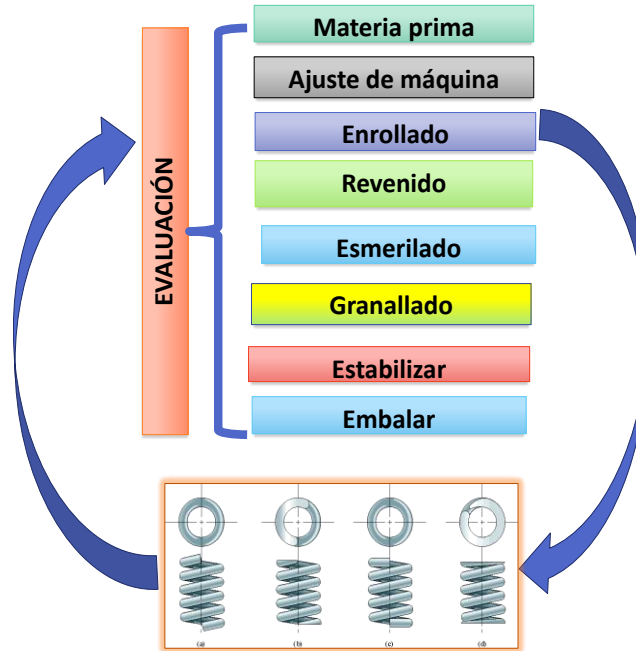 EVALUACIÓN
Materia prima
Ajuste de máquina
Enrollado
Revenido
Esmerilado
Granallado
Estabilizar
Embalar
(a) (b) (c) (d)